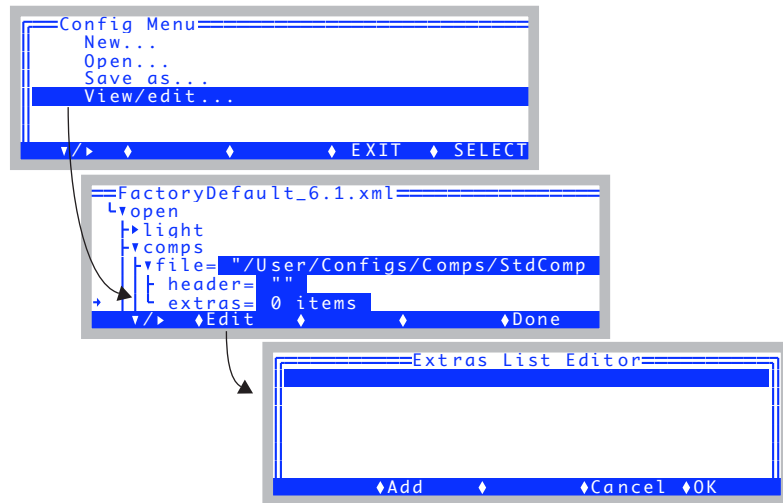 Config Menu
New...
Open...
Save as...
View/edit...
EXIT SELECT
FactoryDefault_6.1.xml
open
light
comps
file= "/User/Configs/Comps/StdComp
header= ""
extras= 0 items
Edit Done
Extras List Editor
Add Cancel OK